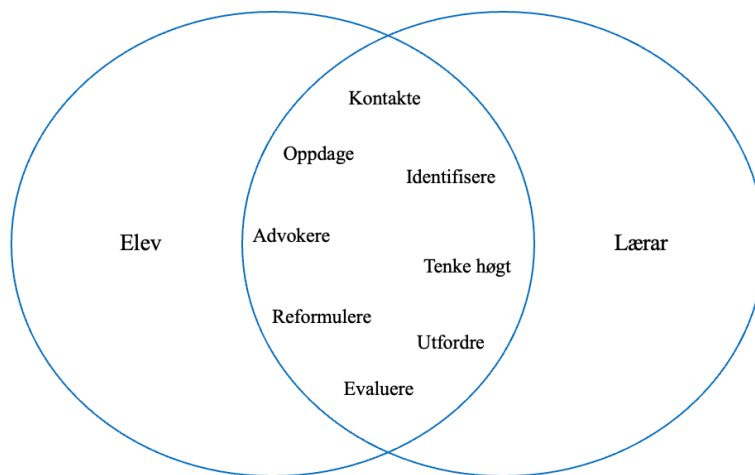 Kontakte
Oppdage
Identifisere
Advokere
Elev
Lærar
Tenke høgt
Reformulere
Utfordre
Evaluere